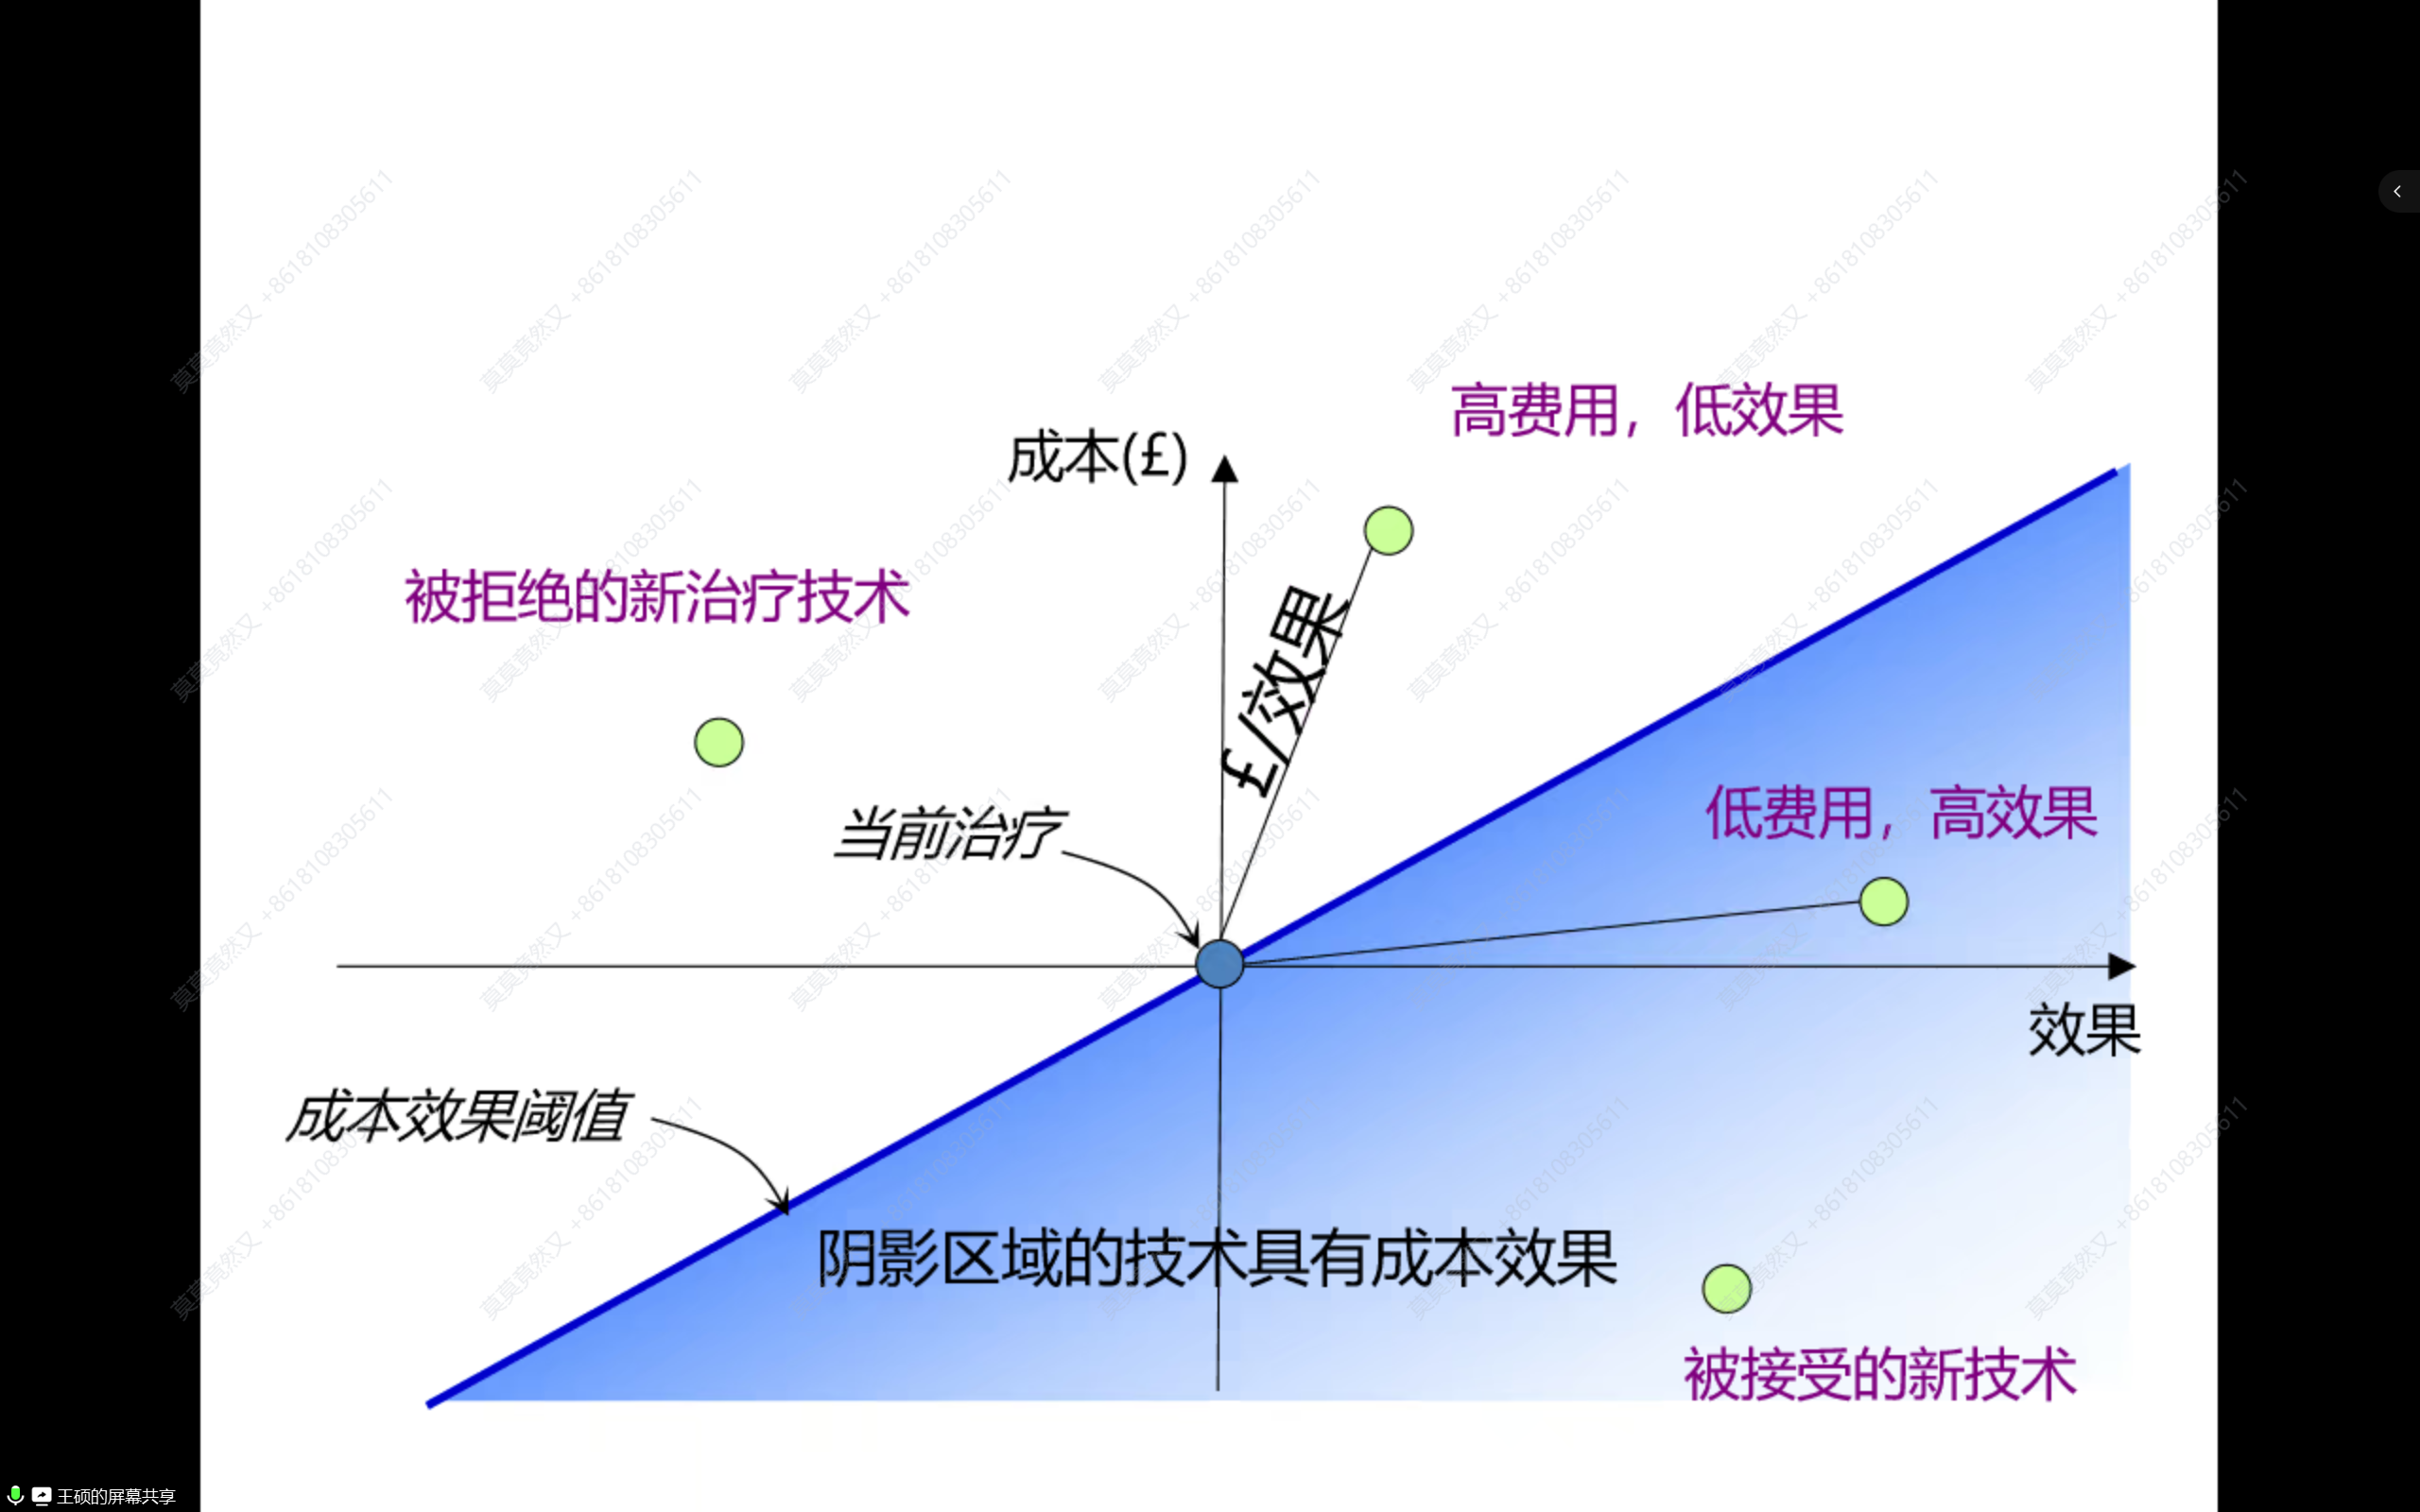 高费用，低效果
成本(£)
被拒绝的新治疗技术
£/效果
当前治疗
低费用，高效果
效果
成本效果阈值
阴影区域的技术具有成本效果
被接受的新技术
王硕的屏幕共享
莫莫竟然又 +8618108305611